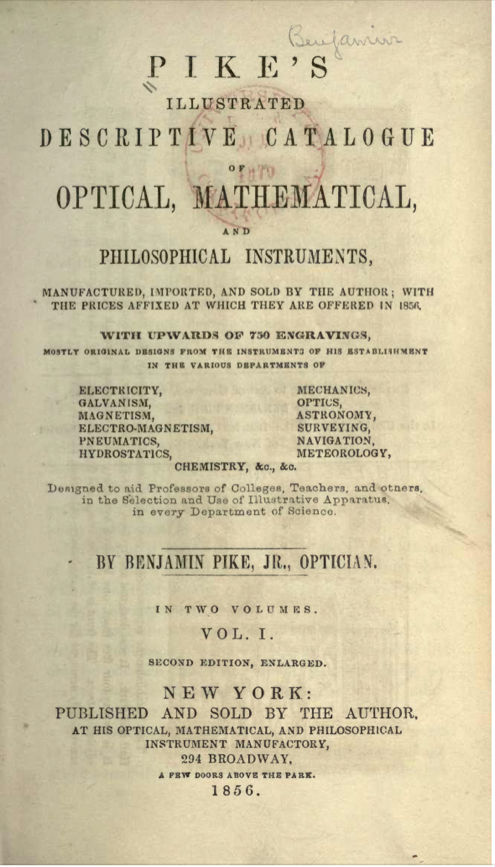 Benjamin
PIKE'S
ILLUSTRATED
DESCRIPTIVE CATALOGUE
OF
OPTICAL, MATHEMATICAL,
AND
PHILOSOPHICAL INSTRUMENTS,
MANUFACTURED, IMPORTED, AND SOLD BY THE AUTHOR; WITH
THE PRICES AFFIXED AT WHICH THEY ARE OFFERED IN 1856.
WITH UPWARDS OF 750 ENGRAVINGS,
MOSTLY ORIGINAL DESIGNS FROM THE INSTRUMENTS OF HIS ESTABLISHMENT
IN THE VARIOUS DEPARTMENTS OF
ELECTRICITY,
GALVANISM,
MAGNETISM,
ELECTRO-MAGNETISM,
PNEUMATICS,
HYDROSTATICS,
MECHANICS,
OPTICS,
ASTRONOMY,
SURVEYING,
NAVIGATION,
METEOROLOGY,
CHEMISTRY, &c., &c.
Designed to aid Professors of Colleges, Teachers, and others,
in the Selection and Use of Illustrative Apparatus,
in every Department of Science.
BY BENJAMIN PIKE, JR., OPTICIAN.
IN TWO VOLUMES.
VOL. I.
SECOND EDITION, ENLARGED.
NEW YORK:
PUBLISHED AND SOLD BY THE AUTHOR,
AT HIS OPTICAL, MATHEMATICAL, AND PHILOSOPHICAL
INSTRUMENT MANUFACTORY,
294 BROADWAY,
A FEW DOORS ABOVE THE PARK.
1856.